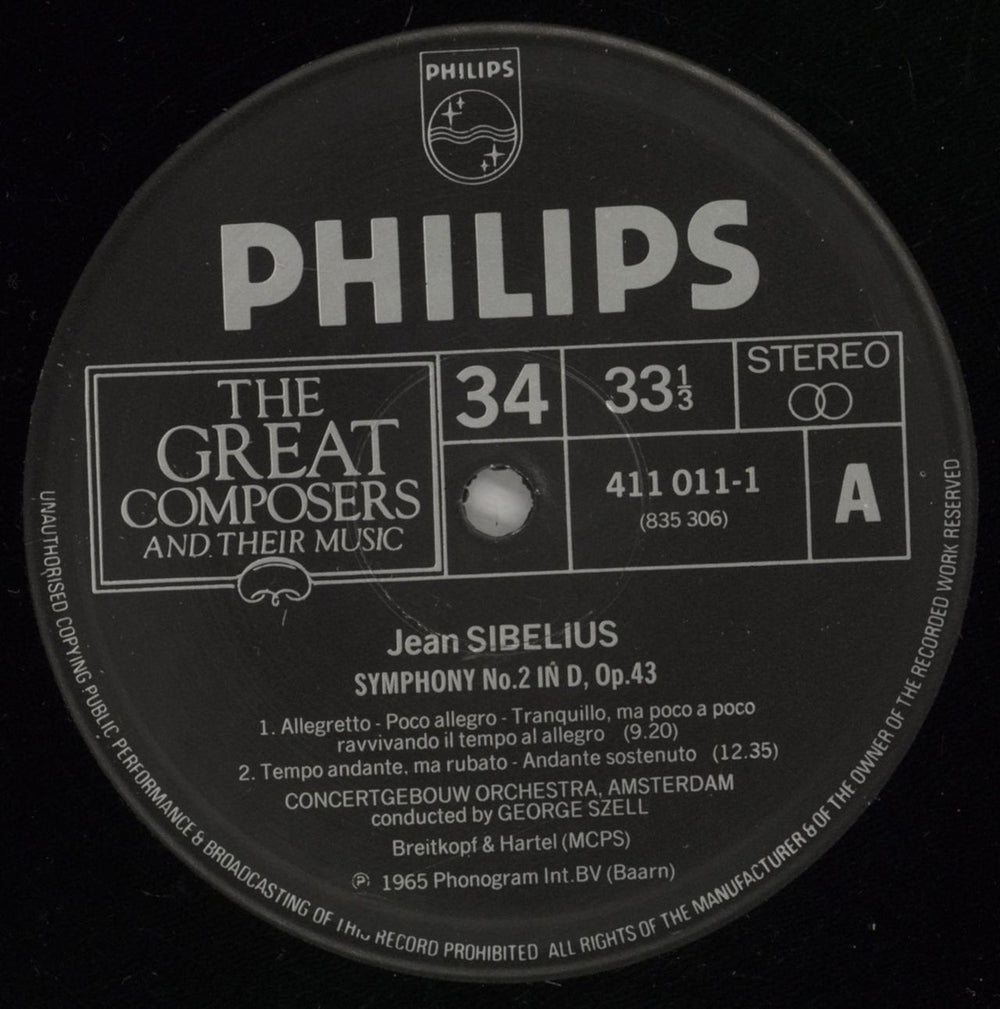 PHILIPS
PHILIPS
THE
GREAT
COMPOSERS
AND THEIR MUSIC
34
33⅓
STEREO
411 011-1
(835 306)
A
Jean SIBELIUS
SYMPHONY No.2 IN D, Op.43
1. Allegretto - Poco allegro - Tranquillo, ma poco a poco
ravvivando il tempo al allegro (9.20)
2. Tempo andante, ma rubato - Andante sostenuto (12.35)
CONCERTGEBOUW ORCHESTRA, AMSTERDAM
conducted by GEORGE SZELL
Breitkopf & Hartel (MCPS)
Ⓟ 1965 Phonogram Int.BV (Baarn)
UNAUTHORISED COPYING PUBLIC PERFORMANCE & BROADCASTING OF THIS RECORD PROHIBITED ALL RIGHTS OF THE MANUFACTURER & OF THE OWNER OF THE RECORDED WORK RESERVED